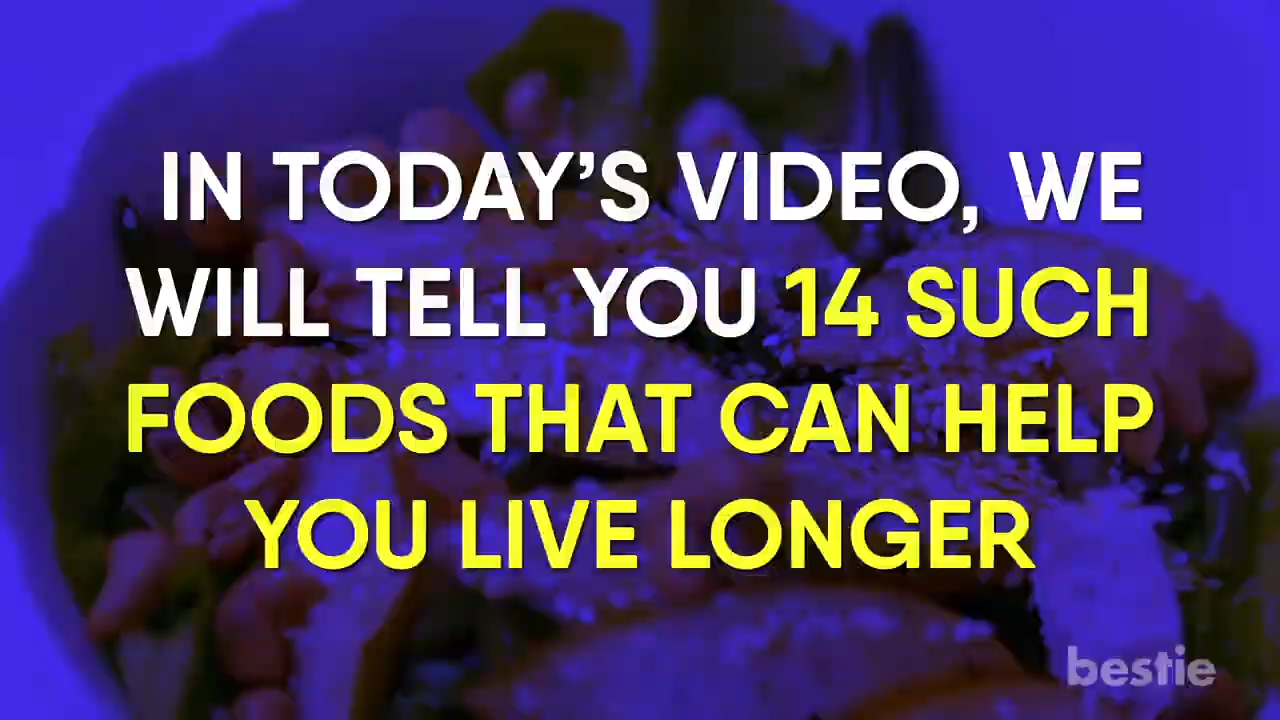 IN TODAY’S VIDEO, WE
WILL TELL YOU 14 SUCH
FOODS THAT CAN HELP
YOU LIVE LONGER
bestie